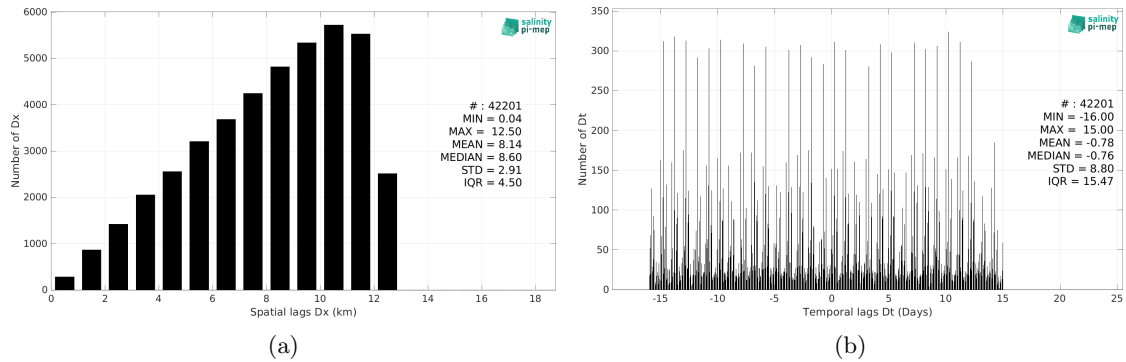 6000
5000
4000
3000
2000
1000
0
Number of Dx
0 2 4 6 8 10 12 14 16 18
Spatial lags Dx (km)
salinity
pi-mep
# : 42201
MIN = 0.04
MAX = 12.50
MEAN = 8.14
MEDIAN = 8.60
STD = 2.91
IQR = 4.50
(a)
350
300
250
200
150
100
50
0
Number of Dt
-15 -10 -5 0 5 10 15 20 25
Temporal lags Dt (Days)
salinity
pi-mep
# : 42201
MIN = -16.00
MAX = 15.00
MEAN = -0.78
MEDIAN = -0.76
STD = 8.80
IQR = 15.47
(b)